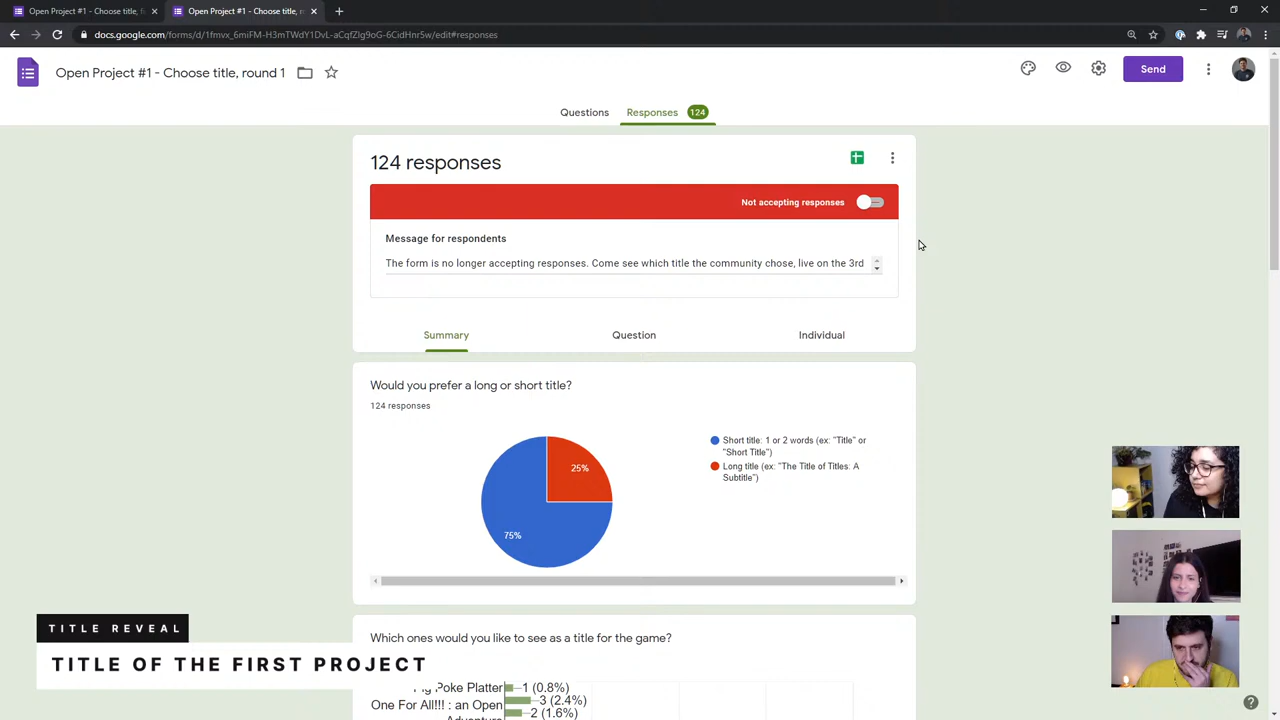 Open Project #1 - Choose title, r
docs.google.com/forms/d/1fmvx_6miFM-H3mTWdY1DvL-aCqfZlg9oG-6CidHnj3M/edit#responses
Open Project #1 - Choose title, round 1
Send
Questions
Responses
124
124 responses
Not accepting responses
Message for respondents
The form is no longer accepting responses. Come see which title the community chose, live on the 3rd
Summary
Question
Individual
Would you prefer a long or short title?
124 responses
Short title: 1 or 2 words (ex: "Title" or
"Short Title")
Long title (ex: "The Title of Titles: A
Subtitle")
25%
75%
TITLE REVEAL
TITLE OF THE FIRST PROJECT
Which ones would you like to see as a title for the game?
Pig Poke Platter
1 (0.8%)
One For All!!! : an Open
Adventure
3 (2.4%)
2 (1.6%)